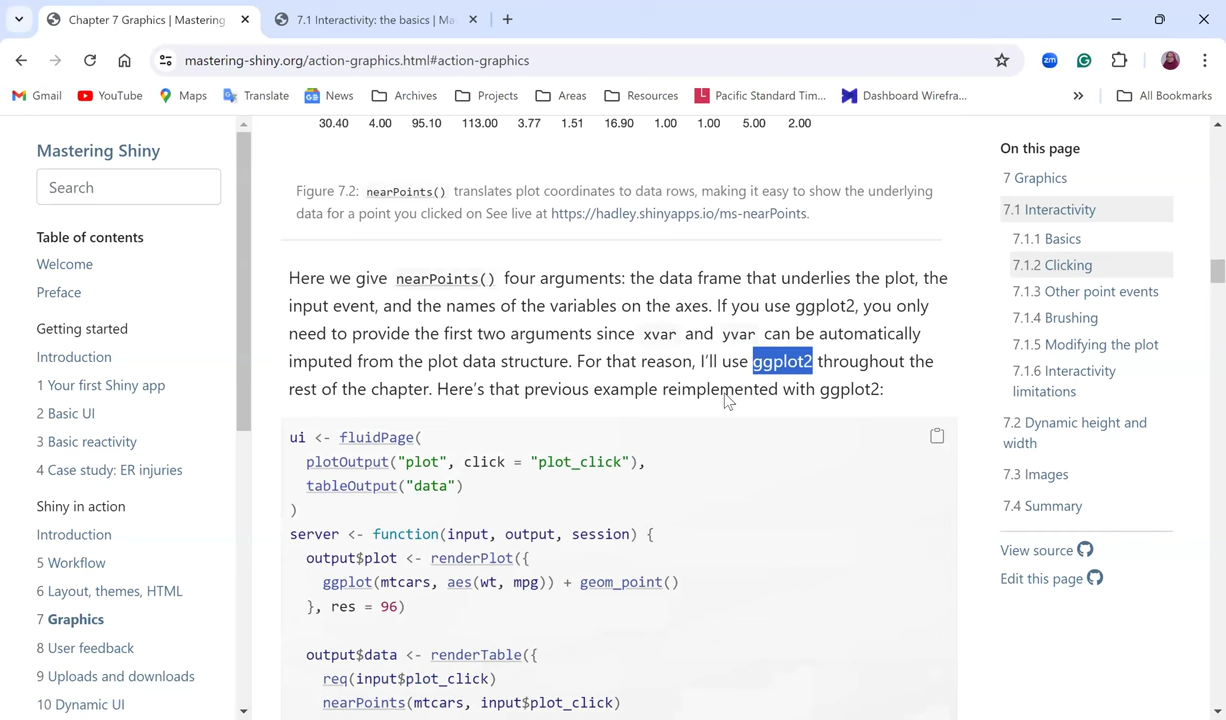 Chapter 7 Graphics | Mastering
7.1 Interactivity: the basics | Ma
mastering-shiny.org/action-graphics.html#action-graphics
Gmail YouTube Maps Translate News Archives Projects Areas Resources Pacific Standard Tim... Dashboard Wirefra... » All Bookmarks
Mastering Shiny
Search
Table of contents
Welcome
Preface
Getting started
Introduction
1 Your first Shiny app
2 Basic UI
3 Basic reactivity
4 Case study: ER injuries
Shiny in action
Introduction
5 Workflow
6 Layout, themes, HTML
7 Graphics
8 User feedback
9 Uploads and downloads
10 Dynamic UI
30.40 4.00 95.10 113.00 3.77 1.51 16.90 1.00 1.00 5.00 2.00
Figure 7.2: nearPoints() translates plot coordinates to data rows, making it easy to show the underlying
data for a point you clicked on See live at https://hadley.shinyapps.io/ms-nearPoints.
Here we give nearPoints() four arguments: the data frame that underlies the plot, the
input event, and the names of the variables on the axes. If you use ggplot2, you only
need to provide the first two arguments since xvar and yvar can be automatically
imputed from the plot data structure. For that reason, I'll use ggplot2 throughout the
rest of the chapter. Here's that previous example reimplemented with ggplot2:
ui <- fluidPage(
plotOutput("plot", click = "plot_click"),
tableOutput("data")
)
server <- function(input, output, session) {
output$plot <- renderPlot({
ggplot(mtcars, aes(wt, mpg)) + geom_point()
}, res = 96)
output$data <- renderTable({
req(input$plot_click)
nearPoints(mtcars, input$plot_click)
On this page
7 Graphics
7.1 Interactivity
7.1.1 Basics
7.1.2 Clicking
7.1.3 Other point events
7.1.4 Brushing
7.1.5 Modifying the plot
7.1.6 Interactivity
limitations
7.2 Dynamic height and
width
7.3 Images
7.4 Summary
View source
Edit this page